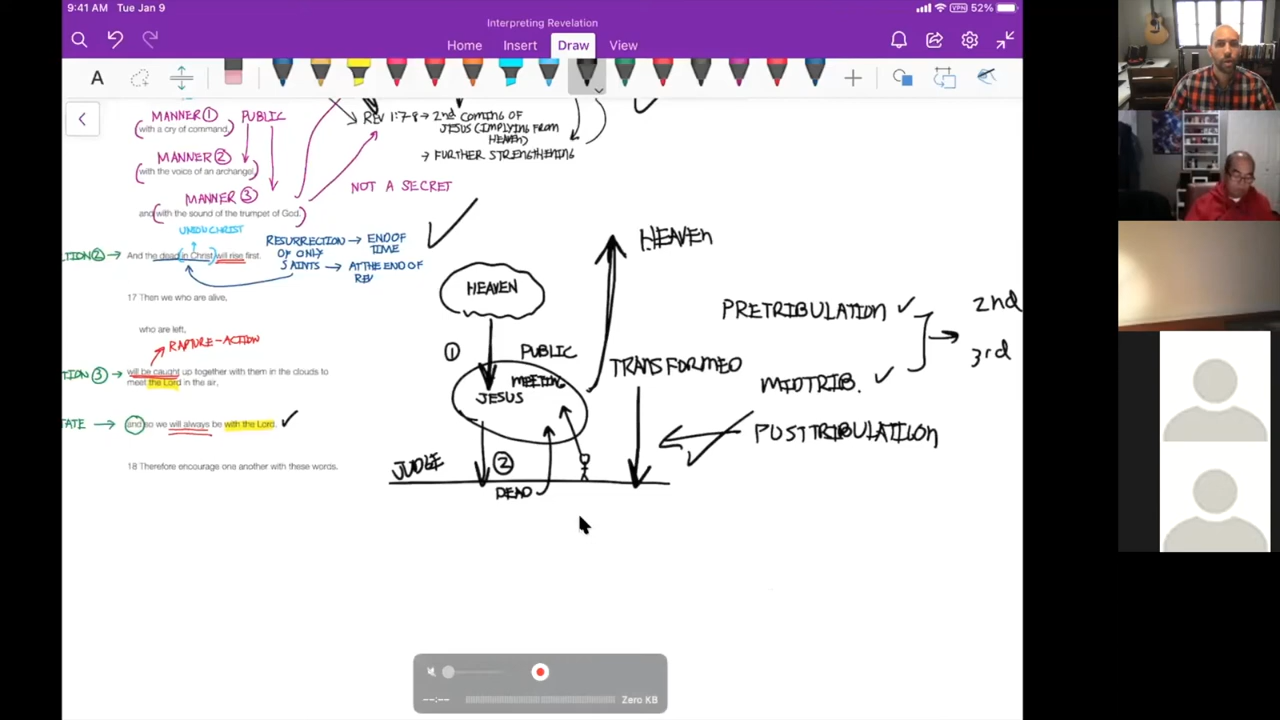 9:41 AM Tue Jan 9
VPN 52%
Interpreting Revelation
Home Insert Draw View
A
MANNER ① PUBLIC
(with a cry of command,)
MANNER ②
(with the voice of an archangel,)
MANNER ③
and (with the sound of the trumpet of God.)
NOT A SECRET
REV 1:7-8 → 2nd COMING OF
JESUS (IMPLYING FROM
HEAVEN)
→ FURTHER STRENGTHENING
UNION CHRIST
TION ② → And the dead (in Christ) will rise first.
RESURRECTION → END OF
OF ONLY TIME
SAINTS → AT THE END OF
REV
17 Then we who are alive,
who are left,
RAPTURE-ACTION
TION ③ → will be caught up together with them in the clouds to
meet the Lord in the air,
TATE → and so we will always be with the Lord.
18 Therefore encourage one another with these words.
HEAVEN
HEAVEN
① PUBLIC
MEETING
JESUS
TRANSFORMED
JUDGE ②
DEAD
PRETRIBULATION
MIDTRIB.
POSTTRIBULATION
2nd
3rd
--:-- Zero KB